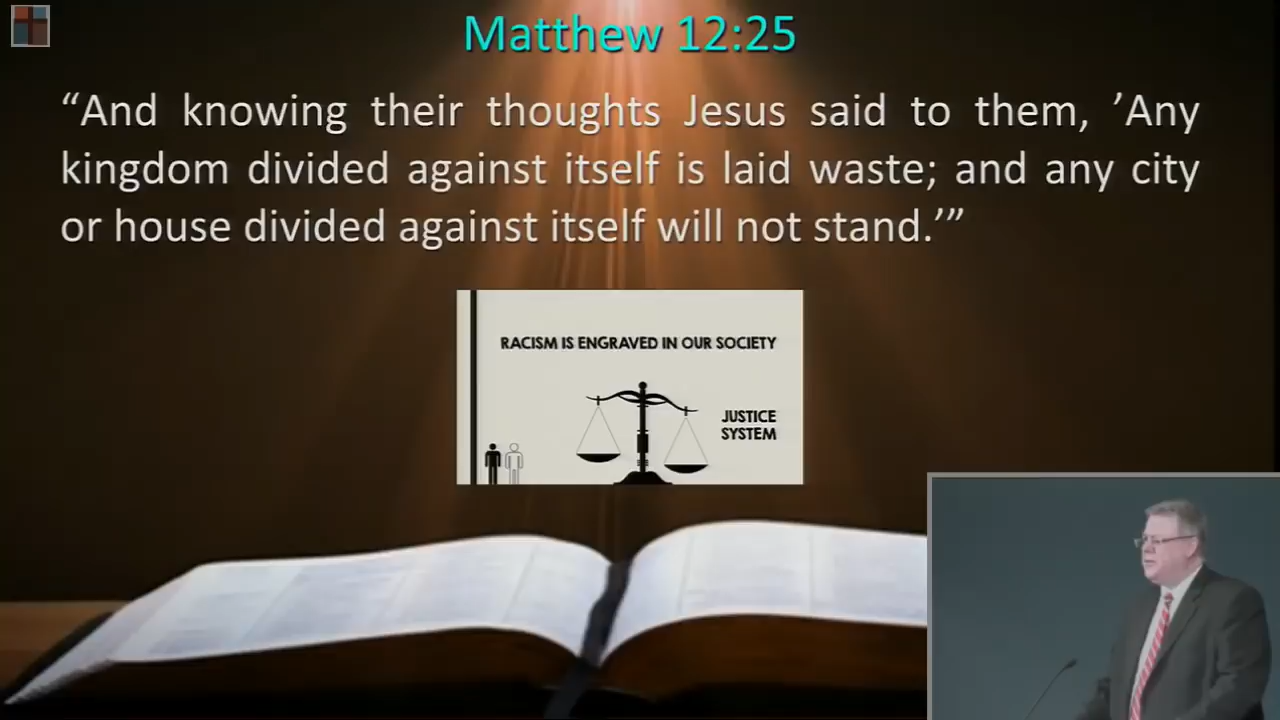 Matthew 12:25
“And knowing their thoughts Jesus said to them, ’Any
kingdom divided against itself is laid waste; and any city
or house divided against itself will not stand.’”
RACISM IS ENGRAVED IN OUR SOCIETY
JUSTICE
SYSTEM